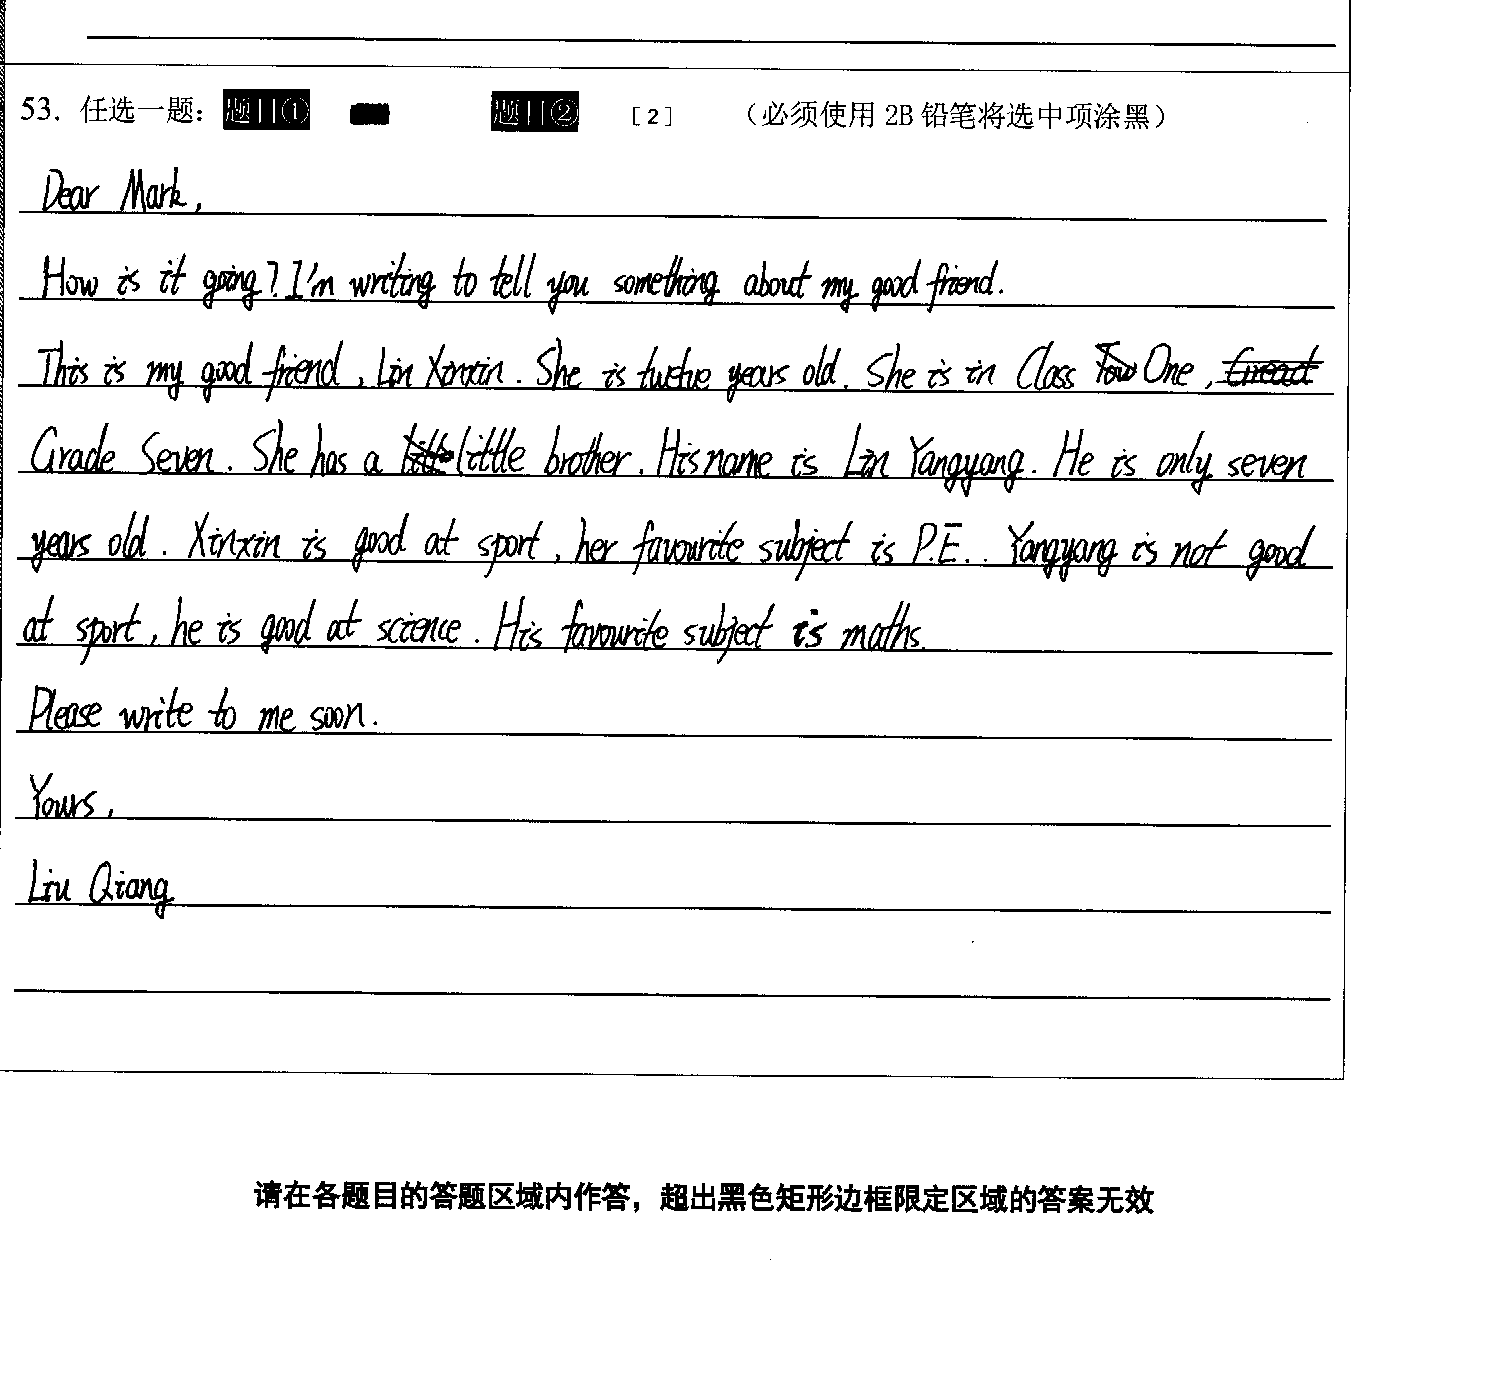 53. 任选一题： 题目① 题目② [2] （必须使用 2B 铅笔将选中项涂黑）
Dear Mark,
How is it going? I'm writing to tell you something about my good friend.
This is my good friend, Lin Xinxin. She is twelve years old. She is in Class One,
Grade Seven. She has a little brother. His name is Lin Yangyang. He is only seven
years old. Xinxin is good at sport, her favourite subject is P.E.. Yangyang is not good
at sport, he is good at science. His favourite subject is maths.
Please write to me soon.
Yours,
Liu Qiang
请在各题目的答题区域内作答，超出黑色矩形边框限定区域的答案无效